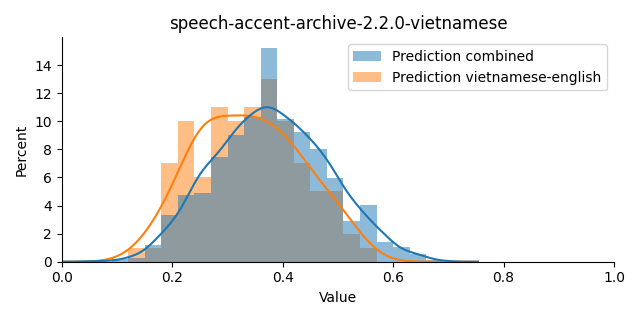 speech-accent-archive-2.2.0-vietnamese
Prediction combined
Prediction vietnamese-english
Percent
14
12
10
8
6
4
2
0
0.0 0.2 0.4 0.6 0.8 1.0
Value